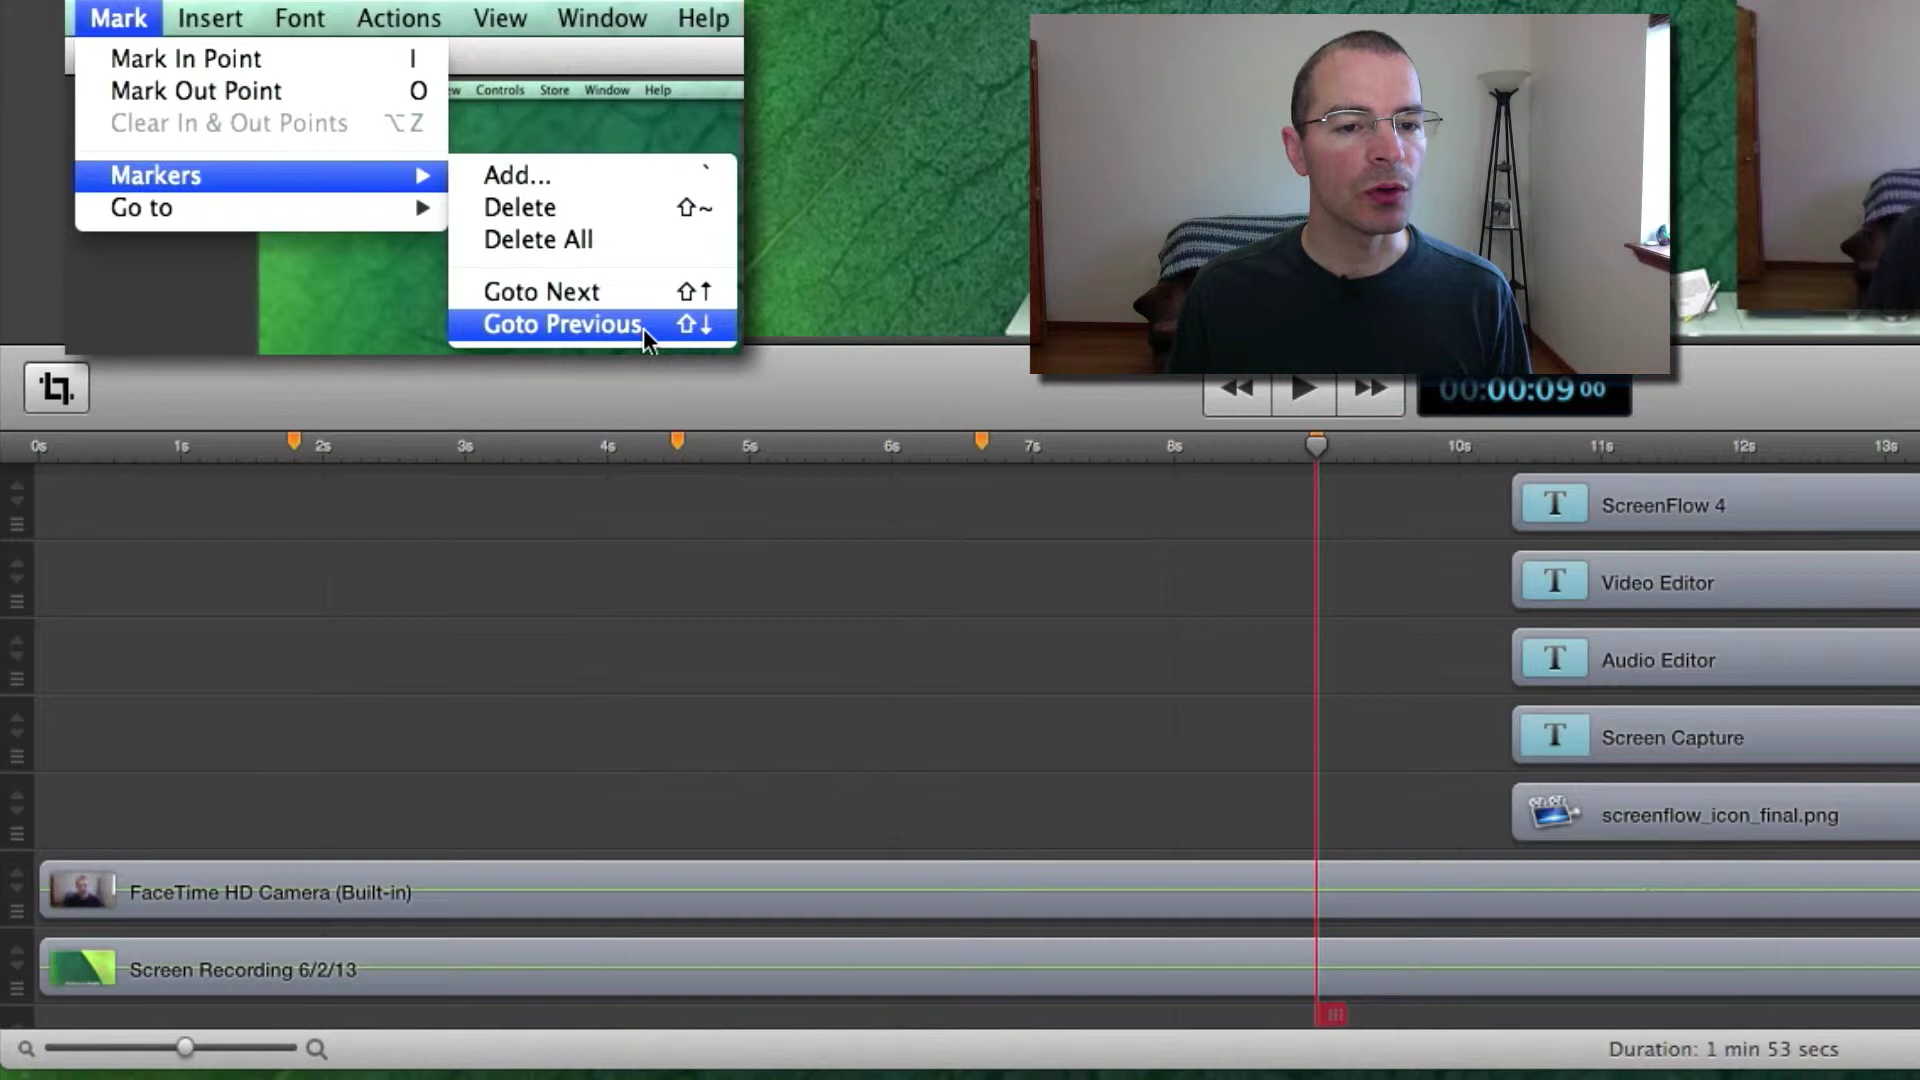 Mark Insert Font Actions View Window Help
Mark In Point I
Mark Out Point O
Clear In & Out Points ⌥Z
ew Controls Store Window Help
Markers ▶
Go to ▶
Add... `
Delete ⇧~
Delete All
Goto Next ⇧↑
Goto Previous ⇧↓
00:00:09 00
0s 1s 2s 3s 4s 5s 6s 7s 8s 10s 11s 12s 13s
T ScreenFlow 4
T Video Editor
T Audio Editor
T Screen Capture
screenflow_icon_final.png
FaceTime HD Camera (Built-in)
Screen Recording 6/2/13
Duration: 1 min 53 secs